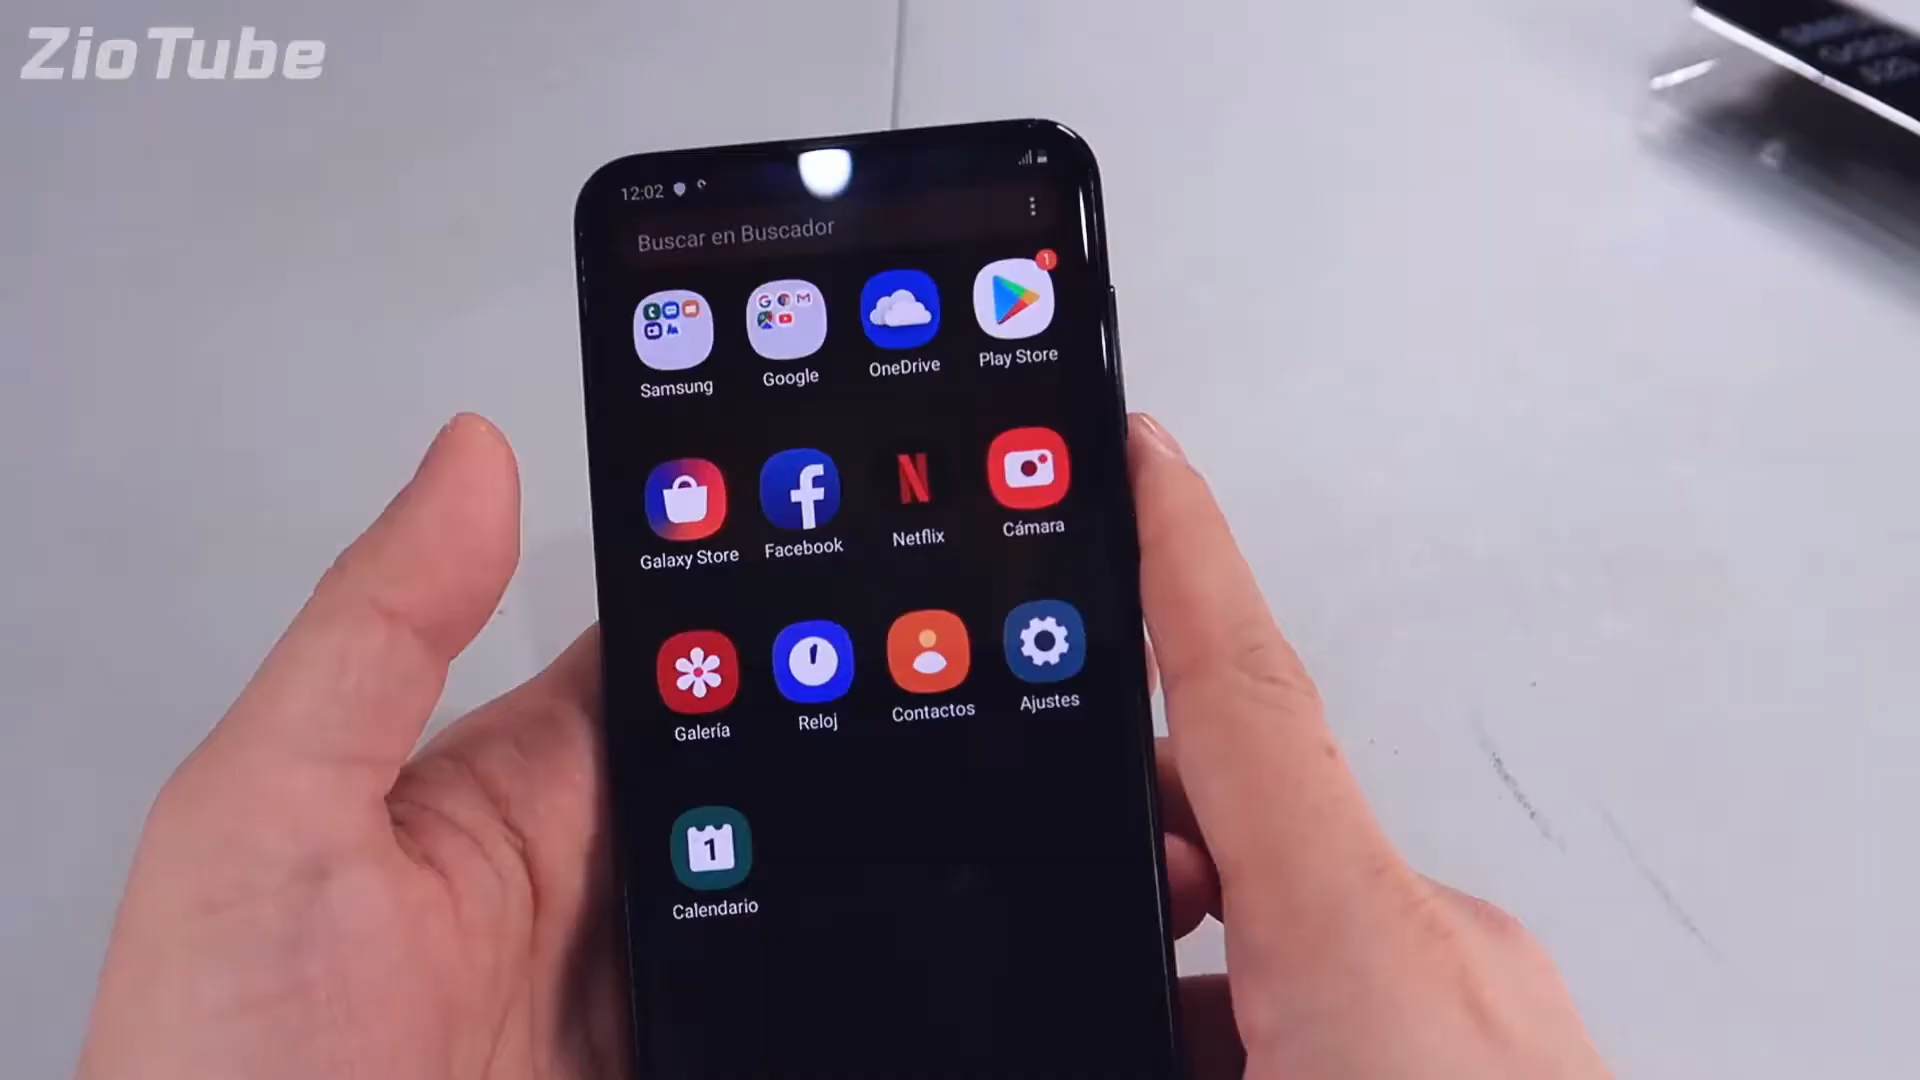 ZioTube
12:02
Buscar en Buscador
1
Samsung
Google
OneDrive
Play Store
Galaxy Store
Facebook
N
Netflix
Cámara
Galería
Reloj
Contactos
Ajustes
1
Calendario